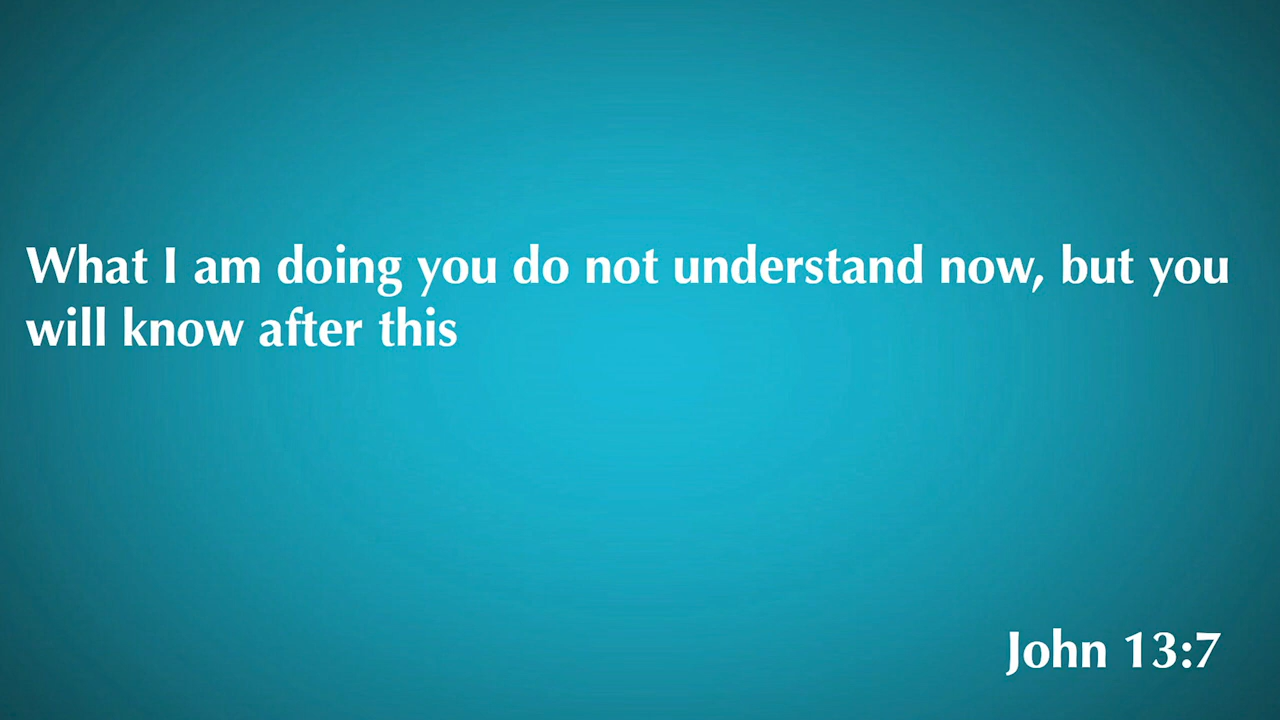 What I am doing you do not understand now, but you
will know after this
John 13:7